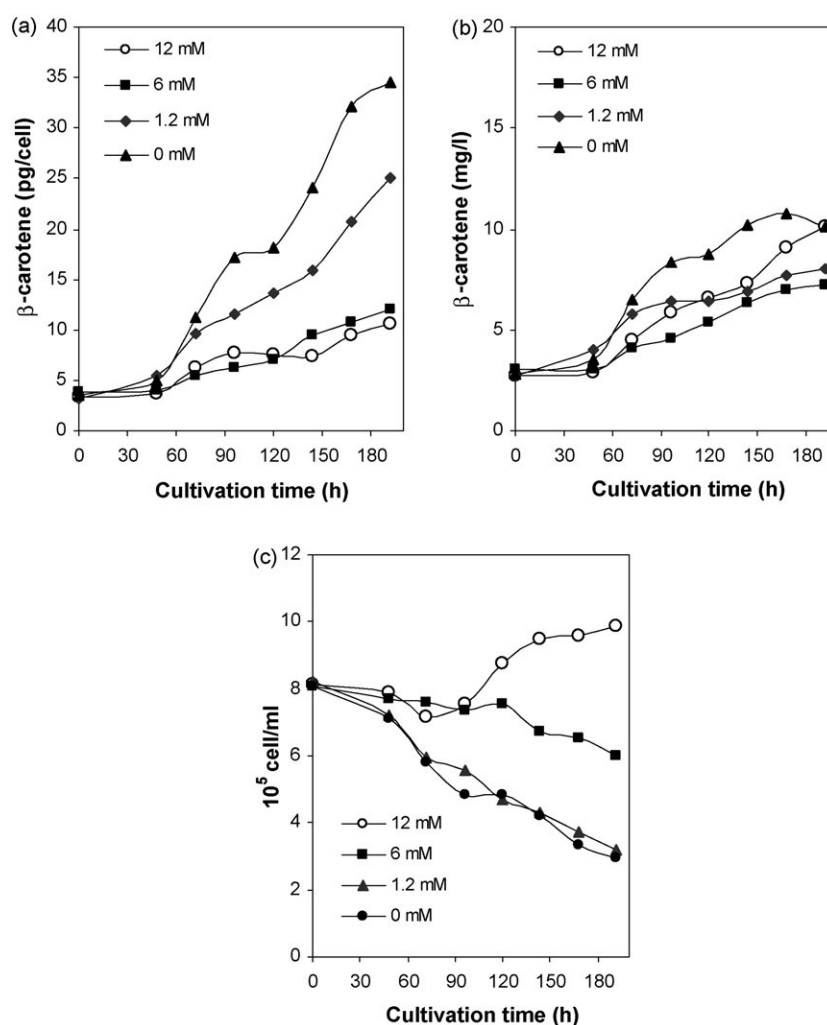 (a)
12 mM
6 mM
1.2 mM
0 mM
40
35
30
25
20
15
10
5
0
β-carotene (pg/cell)
0 30 60 90 120 150 180
Cultivation time (h)
(b)
12 mM
6 mM
1.2 mM
0 mM
20
15
10
5
0
β-carotene (mg/l)
0 30 60 90 120 150 180
Cultivation time (h)
(c)
12
10
8
6
4
2
0
10⁵ cell/ml
12 mM
6 mM
1.2 mM
0 mM
0 30 60 90 120 150 180
Cultivation time (h)